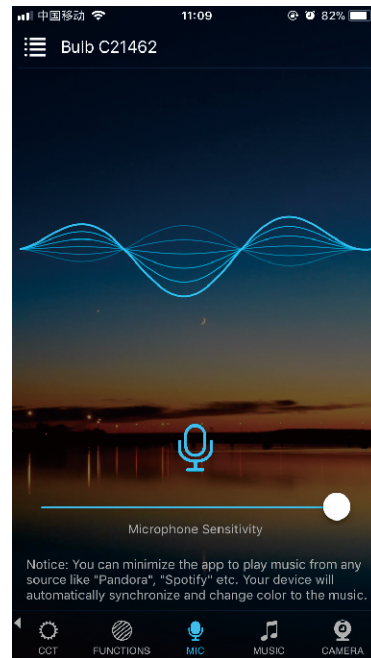 中国移动 11:09 82%
Bulb C21462
Microphone Sensitivity
Notice: You can minimize the app to play music from any
source like "Pandora", "Spotify" etc. Your device will
automatically synchronize and change color to the music.
CCT FUNCTIONS MIC MUSIC CAMERA